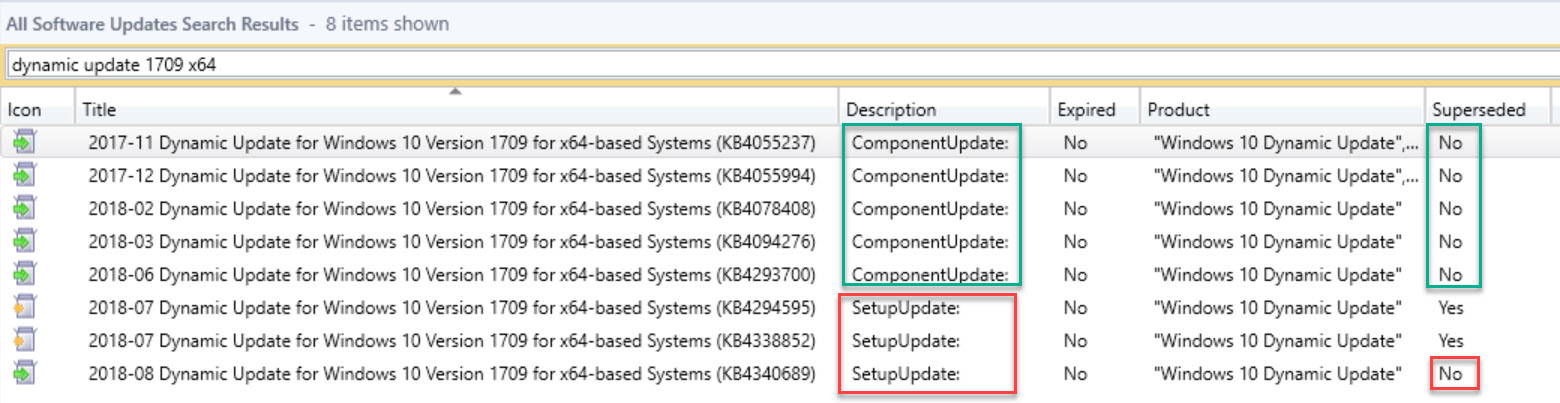 All Software Updates Search Results - 8 items shown
dynamic update 1709 x64
Icon Title Description Expired Product Superseded
2017-11 Dynamic Update for Windows 10 Version 1709 for x64-based Systems (KB4055237) ComponentUpdate: No "Windows 10 Dynamic Update",... No
2017-12 Dynamic Update for Windows 10 Version 1709 for x64-based Systems (KB4055994) ComponentUpdate: No "Windows 10 Dynamic Update",... No
2018-02 Dynamic Update for Windows 10 Version 1709 for x64-based Systems (KB4078408) ComponentUpdate: No "Windows 10 Dynamic Update" No
2018-03 Dynamic Update for Windows 10 Version 1709 for x64-based Systems (KB4094276) ComponentUpdate: No "Windows 10 Dynamic Update" No
2018-06 Dynamic Update for Windows 10 Version 1709 for x64-based Systems (KB4293700) ComponentUpdate: No "Windows 10 Dynamic Update" No
2018-07 Dynamic Update for Windows 10 Version 1709 for x64-based Systems (KB4294595) SetupUpdate: No "Windows 10 Dynamic Update" Yes
2018-07 Dynamic Update for Windows 10 Version 1709 for x64-based Systems (KB4338852) SetupUpdate: No "Windows 10 Dynamic Update" Yes
2018-08 Dynamic Update for Windows 10 Version 1709 for x64-based Systems (KB4340689) SetupUpdate: No "Windows 10 Dynamic Update" No